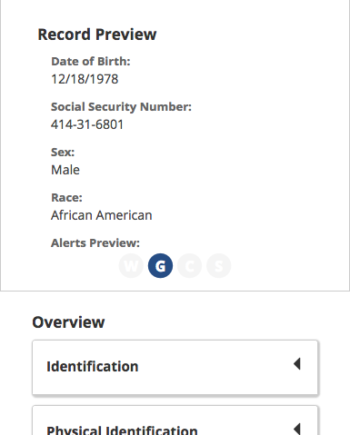 Record Preview
Date of Birth:
12/18/1978
Social Security Number:
414-31-6801
Sex:
Male
Race:
African American
Alerts Preview:
W G C S
Overview
Identification
Physical Identification